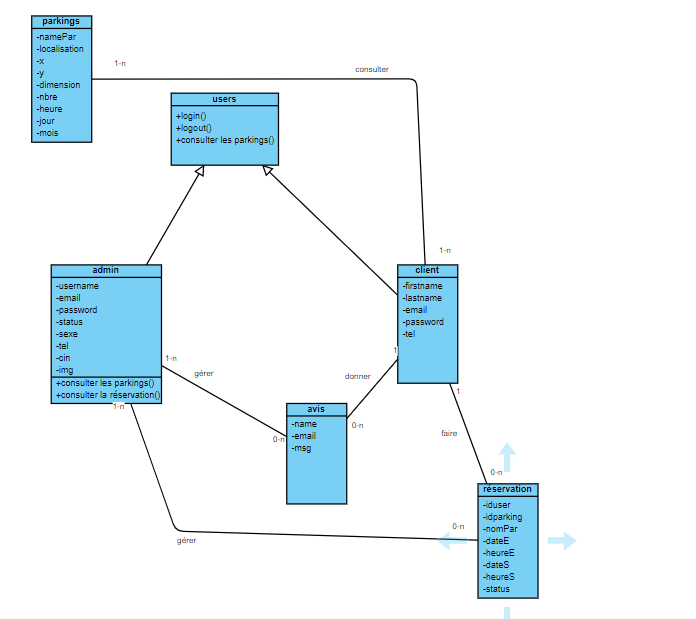 parkings
-namePar
-localisation
-x
-y
-dimension
-nbre
-heure
-jour
-mois
1-n
consulter
users
+login()
+logout()
+consulter les parkings()
1-n
admin
-username
-email
-password
-status
-sexe
-tel
-cin
-img
+consulter les parkings()
+consulter la réservation()
client
-firstname
-lastname
-email
-password
-tel
1-n
gérer
0-n
1
donner
0-n
avis
-name
-email
-msg
1
faire
0-n
1-n
gérer
0-n
réservation
-iduser
-idparking
-nomPar
-dateE
-heureE
-dateS
-heureS
-status